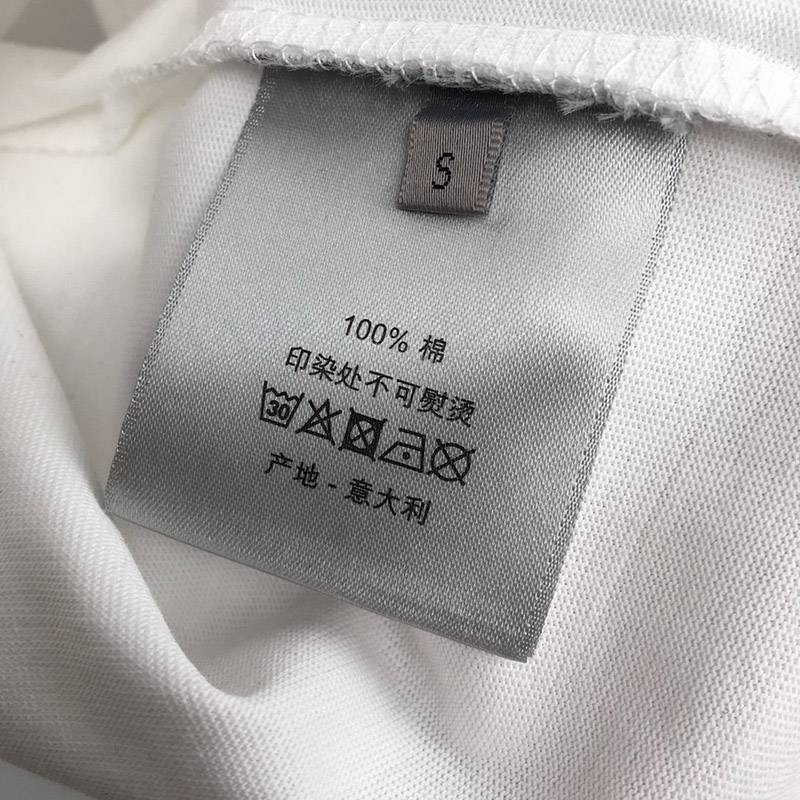 S
100% 棉
印染处不可熨烫
30
产地 - 意大利